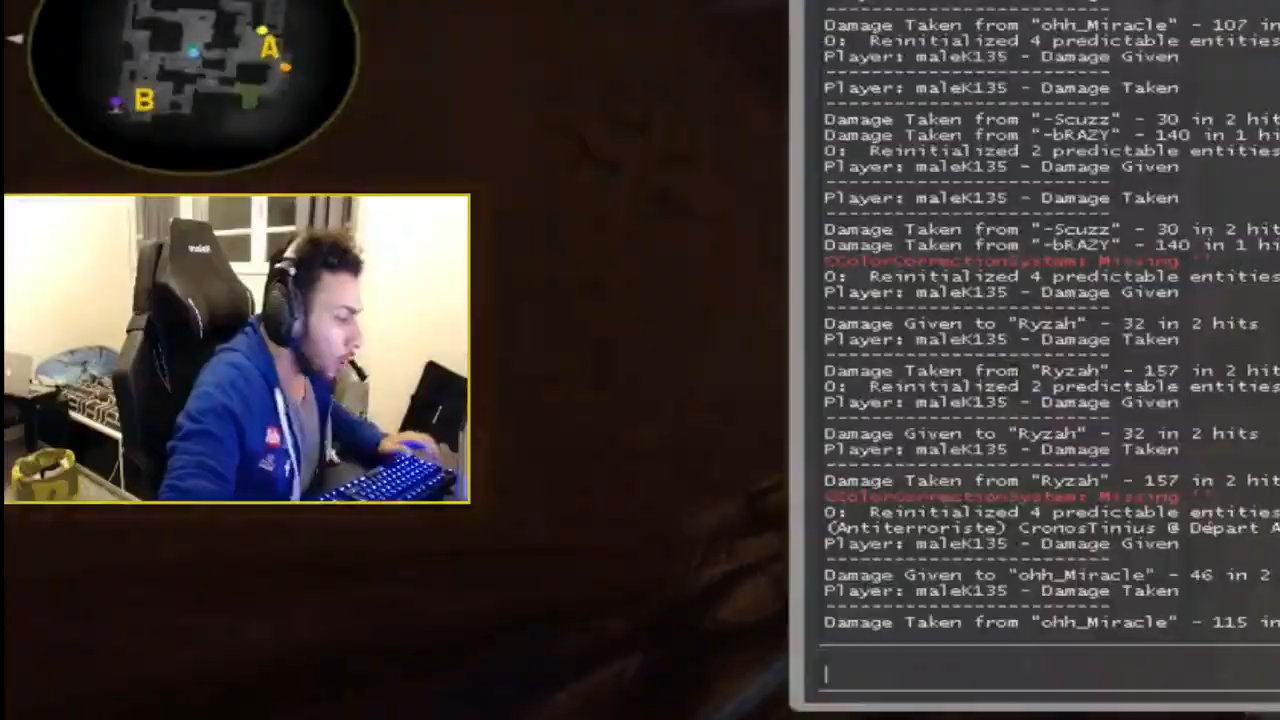 A
B
Damage Taken from "ohh_Miracle" - 107 in
0: Reinitialized 4 predictable entities
Player: maleK135 - Damage Given
-------------------------
Player: maleK135 - Damage Taken
-------------------------
Damage Taken from "-Scuzz" - 30 in 2 hit
Damage Taken from "-bRAZY" - 140 in 1 hi
0: Reinitialized 2 predictable entities
Player: maleK135 - Damage Given
-------------------------
Player: maleK135 - Damage Taken
-------------------------
Damage Taken from "-Scuzz" - 30 in 2 hit
Damage Taken from "-bRAZY" - 140 in 1 hi
CColorCorrectionSystem: Missing ''
0: Reinitialized 4 predictable entities
Player: maleK135 - Damage Given
-------------------------
Damage Given to "Ryzah" - 32 in 2 hits
Player: maleK135 - Damage Taken
-------------------------
Damage Taken from "Ryzah" - 157 in 2 hit
0: Reinitialized 2 predictable entities
Player: maleK135 - Damage Given
-------------------------
Damage Given to "Ryzah" - 32 in 2 hits
Player: maleK135 - Damage Taken
-------------------------
Damage Taken from "Ryzah" - 157 in 2 hit
CColorCorrectionSystem: Missing ''
0: Reinitialized 4 predictable entities
(Antiterroriste) CronosTinius @ Départ A
Player: maleK135 - Damage Given
-------------------------
Damage Given to "ohh_Miracle" - 46 in 2
Player: maleK135 - Damage Taken
-------------------------
Damage Taken from "ohh_Miracle" - 115 in